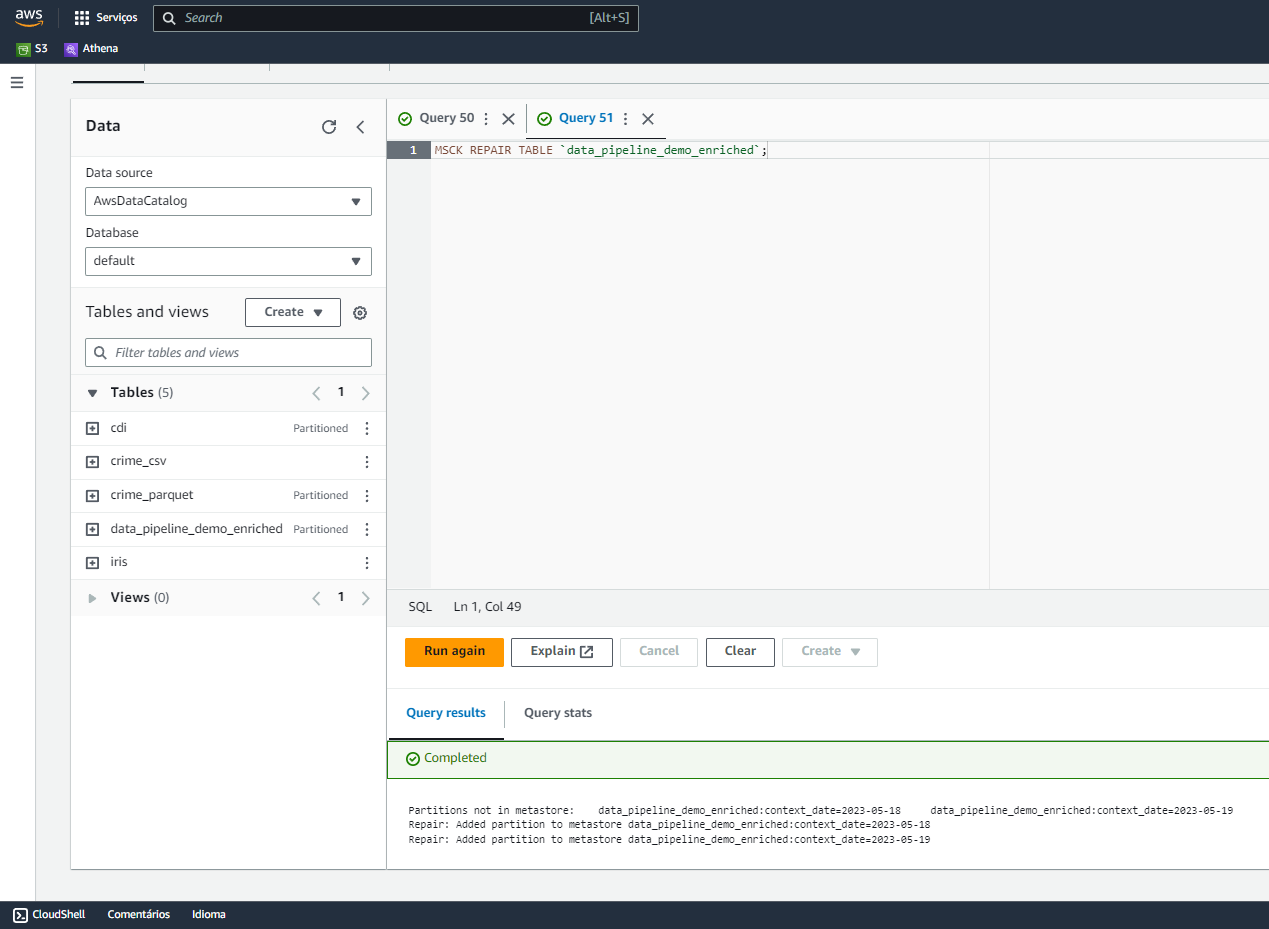 aws Serviços Search [Alt+S]
S3 Athena
Data
Data source
AwsDataCatalog
Database
default
Tables and views Create
Filter tables and views
Tables (5) 1
cdi Partitioned
crime_csv
crime_parquet Partitioned
data_pipeline_demo_enriched Partitioned
iris
Views (0) 1
Query 50 Query 51
1 MSCK REPAIR TABLE `data_pipeline_demo_enriched`;
SQL Ln 1, Col 49
Run again Explain Cancel Clear Create
Query results Query stats
Completed
Partitions not in metastore: data_pipeline_demo_enriched:context_date=2023-05-18 data_pipeline_demo_enriched:context_date=2023-05-19
Repair: Added partition to metastore data_pipeline_demo_enriched:context_date=2023-05-18
Repair: Added partition to metastore data_pipeline_demo_enriched:context_date=2023-05-19
CloudShell Comentários Idioma